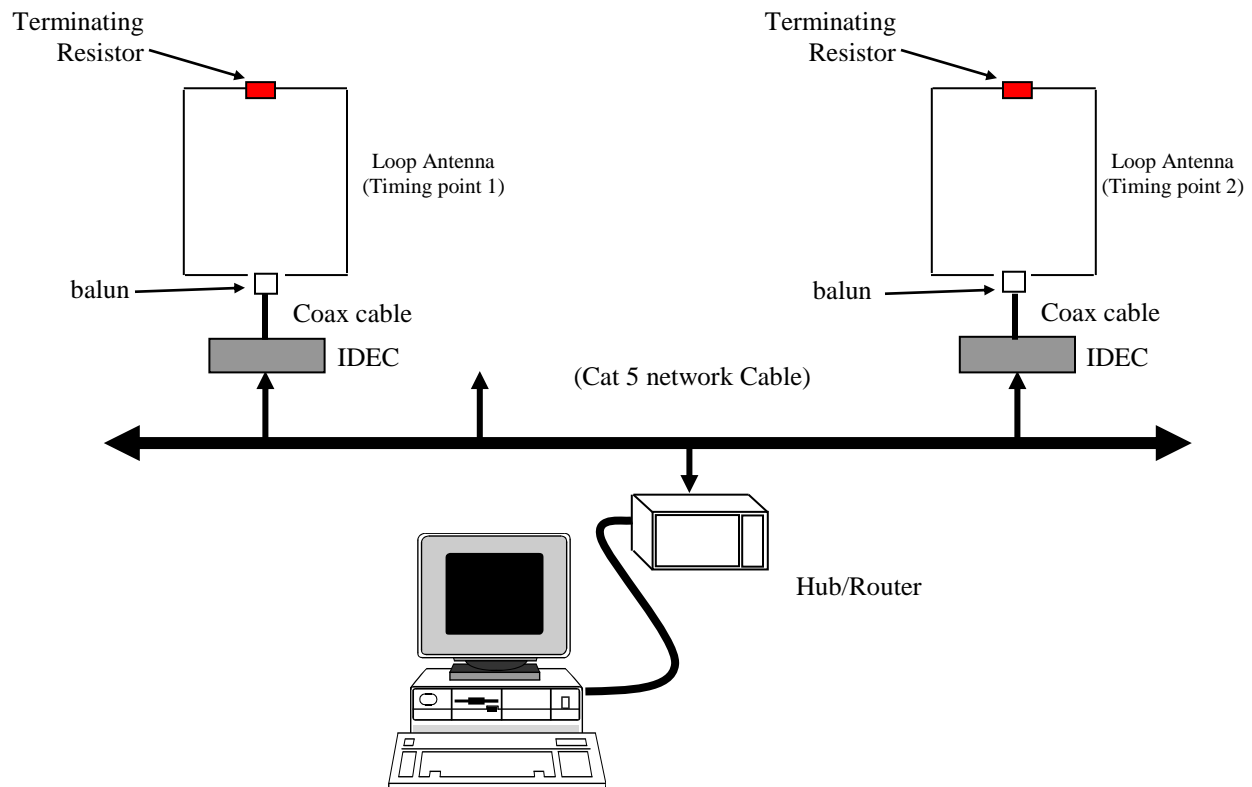 Terminating
Resistor
Terminating
Resistor
Loop Antenna
(Timing point 1)
Loop Antenna
(Timing point 2)
balun
Coax cable
IDEC
balun
Coax cable
IDEC
(Cat 5 network Cable)
Hub/Router